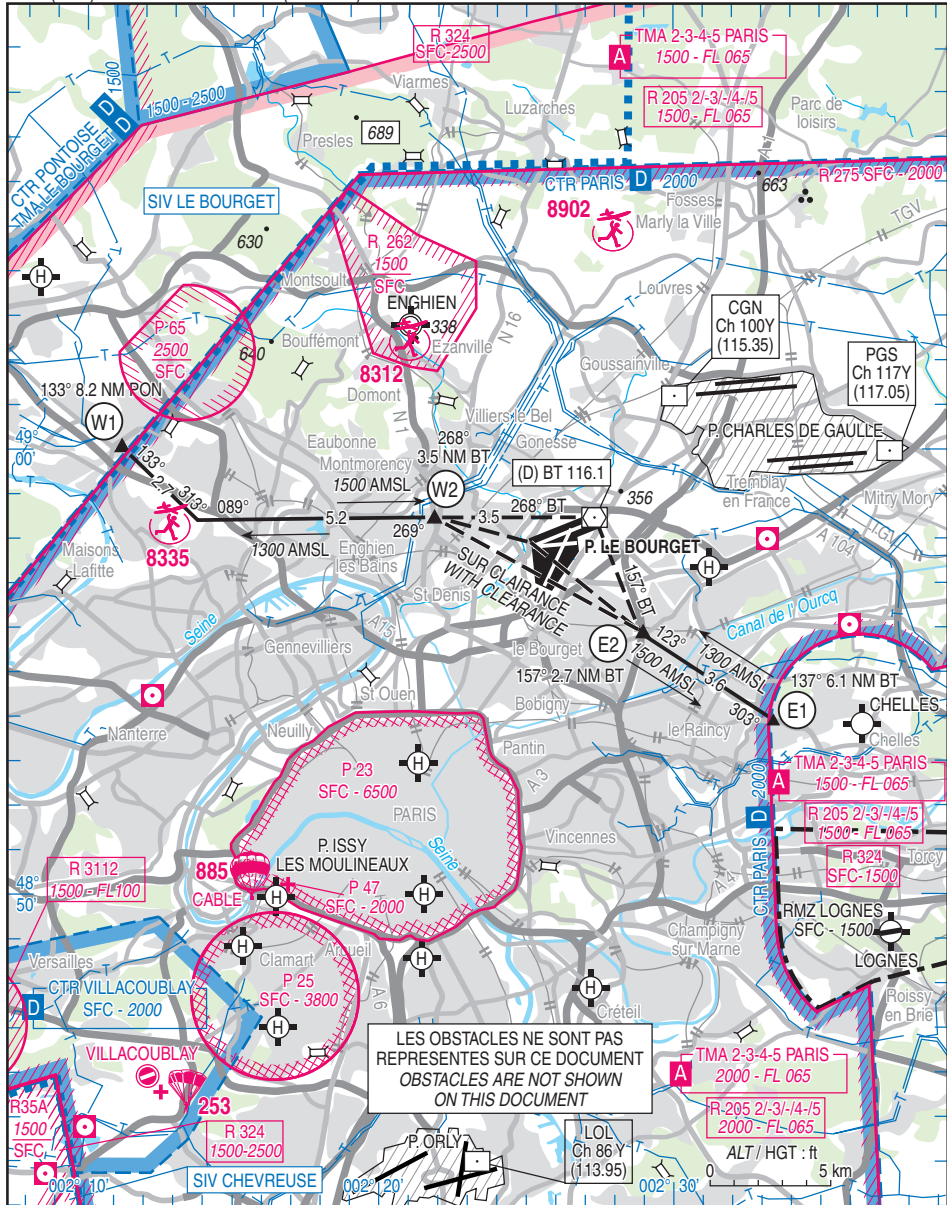 R 324
SFC-2500
TMA 2-3-4-5 PARIS
1500 - FL 065
A
R 205 2/-3/-/4-/5
1500 - FL 065
Viarmes
Luzarches
Parc de
loisirs
1500
D
D
1500 - 2500
CTR PONTOISE
TMA LE BOURGET
Presles
689
A 1
CTR PARIS D 2000
663
R 275 SFC - 2000
SIV LE BOURGET
8902
Fosses
Marly la Ville
TGV
630
R 262
1500
SFC
Montsoult
H
ENGHIEN
338
Ezanville
N 16
Louvres
CGN
Ch 100Y
(115.35)
P 65
2500
SFC
640
Bouffémont
8312
Domont
N 1
Goussainville
PGS
Ch 117Y
(117.05)
133° 8.2 NM PON
W1
Villiers le Bel
Gonesse
P. CHARLES DE GAULLE
49°
00'
Eaubonne
Montmorency
268°
3.5 NM BT
W2
(D) BT 116.1
356
Tremblay
en France
Mitry Mory
133°
2.7
313°
089°
1500 AMSL
5.2
269°
3.5
268° BT
8335
1300 AMSL
Enghien
les Bains
P. LE BOURGET
H
A 104
Maisons
Lafitte
SUR CLAIRANCE
WITH CLEARANCE
157° BT
St Denis
A15
Seine
Gennevilliers
le Bourget
E2
157° 2.7 NM BT
123°
1300 AMSL
1500 AMSL
3.6
303°
Canal de l'Ourcq
137° 6.1 NM BT
E1
CHELLES
Chelles
St Ouen
Bobigny
le Raincy
Nanterre
Neuilly
Pantin
A 3
H
P 23
SFC - 6500
PARIS
TMA 2-3-4-5 PARIS
1500 - FL 065
A
2000
D
CTR PARIS
R 205 2/-3/-/4-/5
1500 - FL 065
R 324
SFC-1500
Torcy
Vincennes
Seine
P. ISSY
LES MOULINEAUX
R 3112
1500 - FL100
885
CABLE
H
P 47
SFC - 2000
H
A 4
48°
50'
RMZ LOGNES
SFC - 1500
LOGNES
Champigny
sur Marne
Versailles
H
Clamart
Arcueil
H
D
CTR VILLACOUBLAY
SFC - 2000
P 25
SFC - 3800
H
A 6
H
Créteil
Roissy
en Brie
VILLACOUBLAY
253
LES OBSTACLES NE SONT PAS
REPRESENTES SUR CE DOCUMENT
OBSTACLES ARE NOT SHOWN
ON THIS DOCUMENT
TMA 2-3-4-5 PARIS
2000 - FL 065
A
R35A
1500
SFC
R 205 2/-3/-/4-/5
2000 - FL 065
R 324
1500-2500
P. ORLY
LOL
Ch 86 Y
(113.95)
ALT / HGT : ft
0 5 km
SIV CHEVREUSE
002° 10'
002° 20'
002° 30'